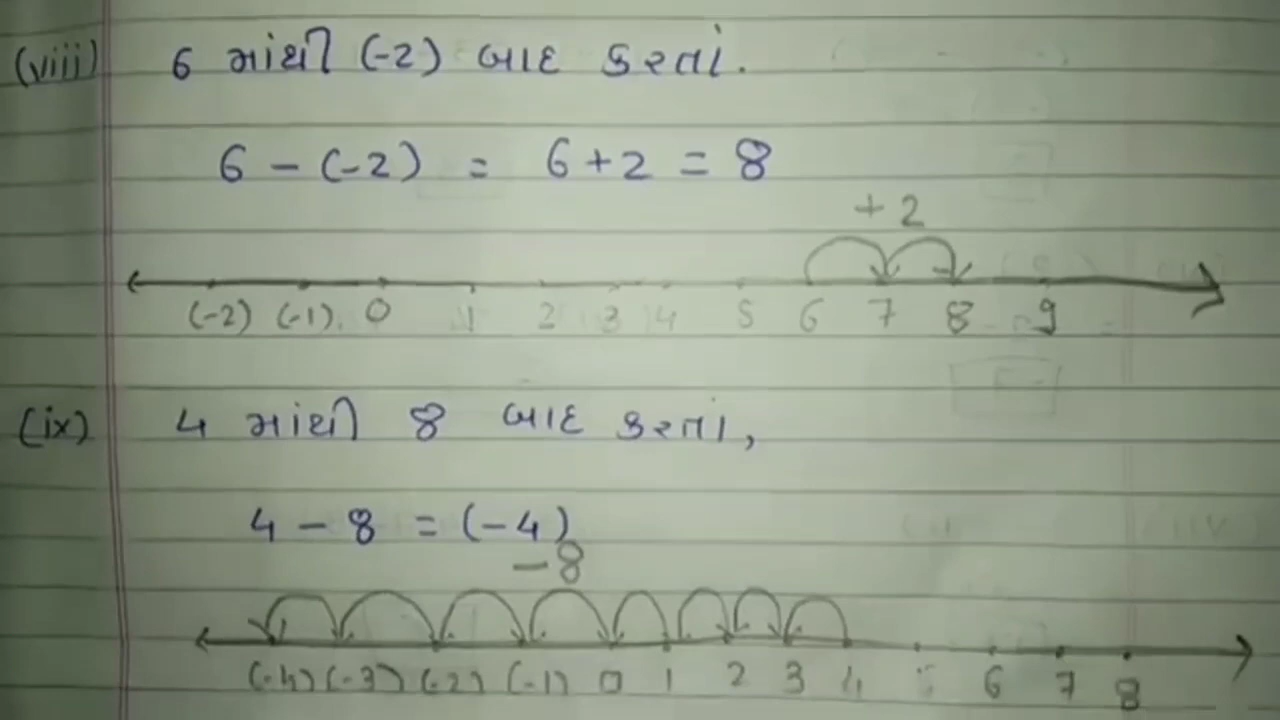 (viii) 6 માંથી (-2) બાદ કરતાં.
6 - (-2) = 6 + 2 = 8
+ 2
(-2) (-1) 0 1 2 3 4 5 6 7 8 9
(ix) 4 માંથી 8 બાદ કરતાં,
4 - 8 = (-4)
- 8
(-4) (-3) (-2) (-1) 0 1 2 3 4 5 6 7 8